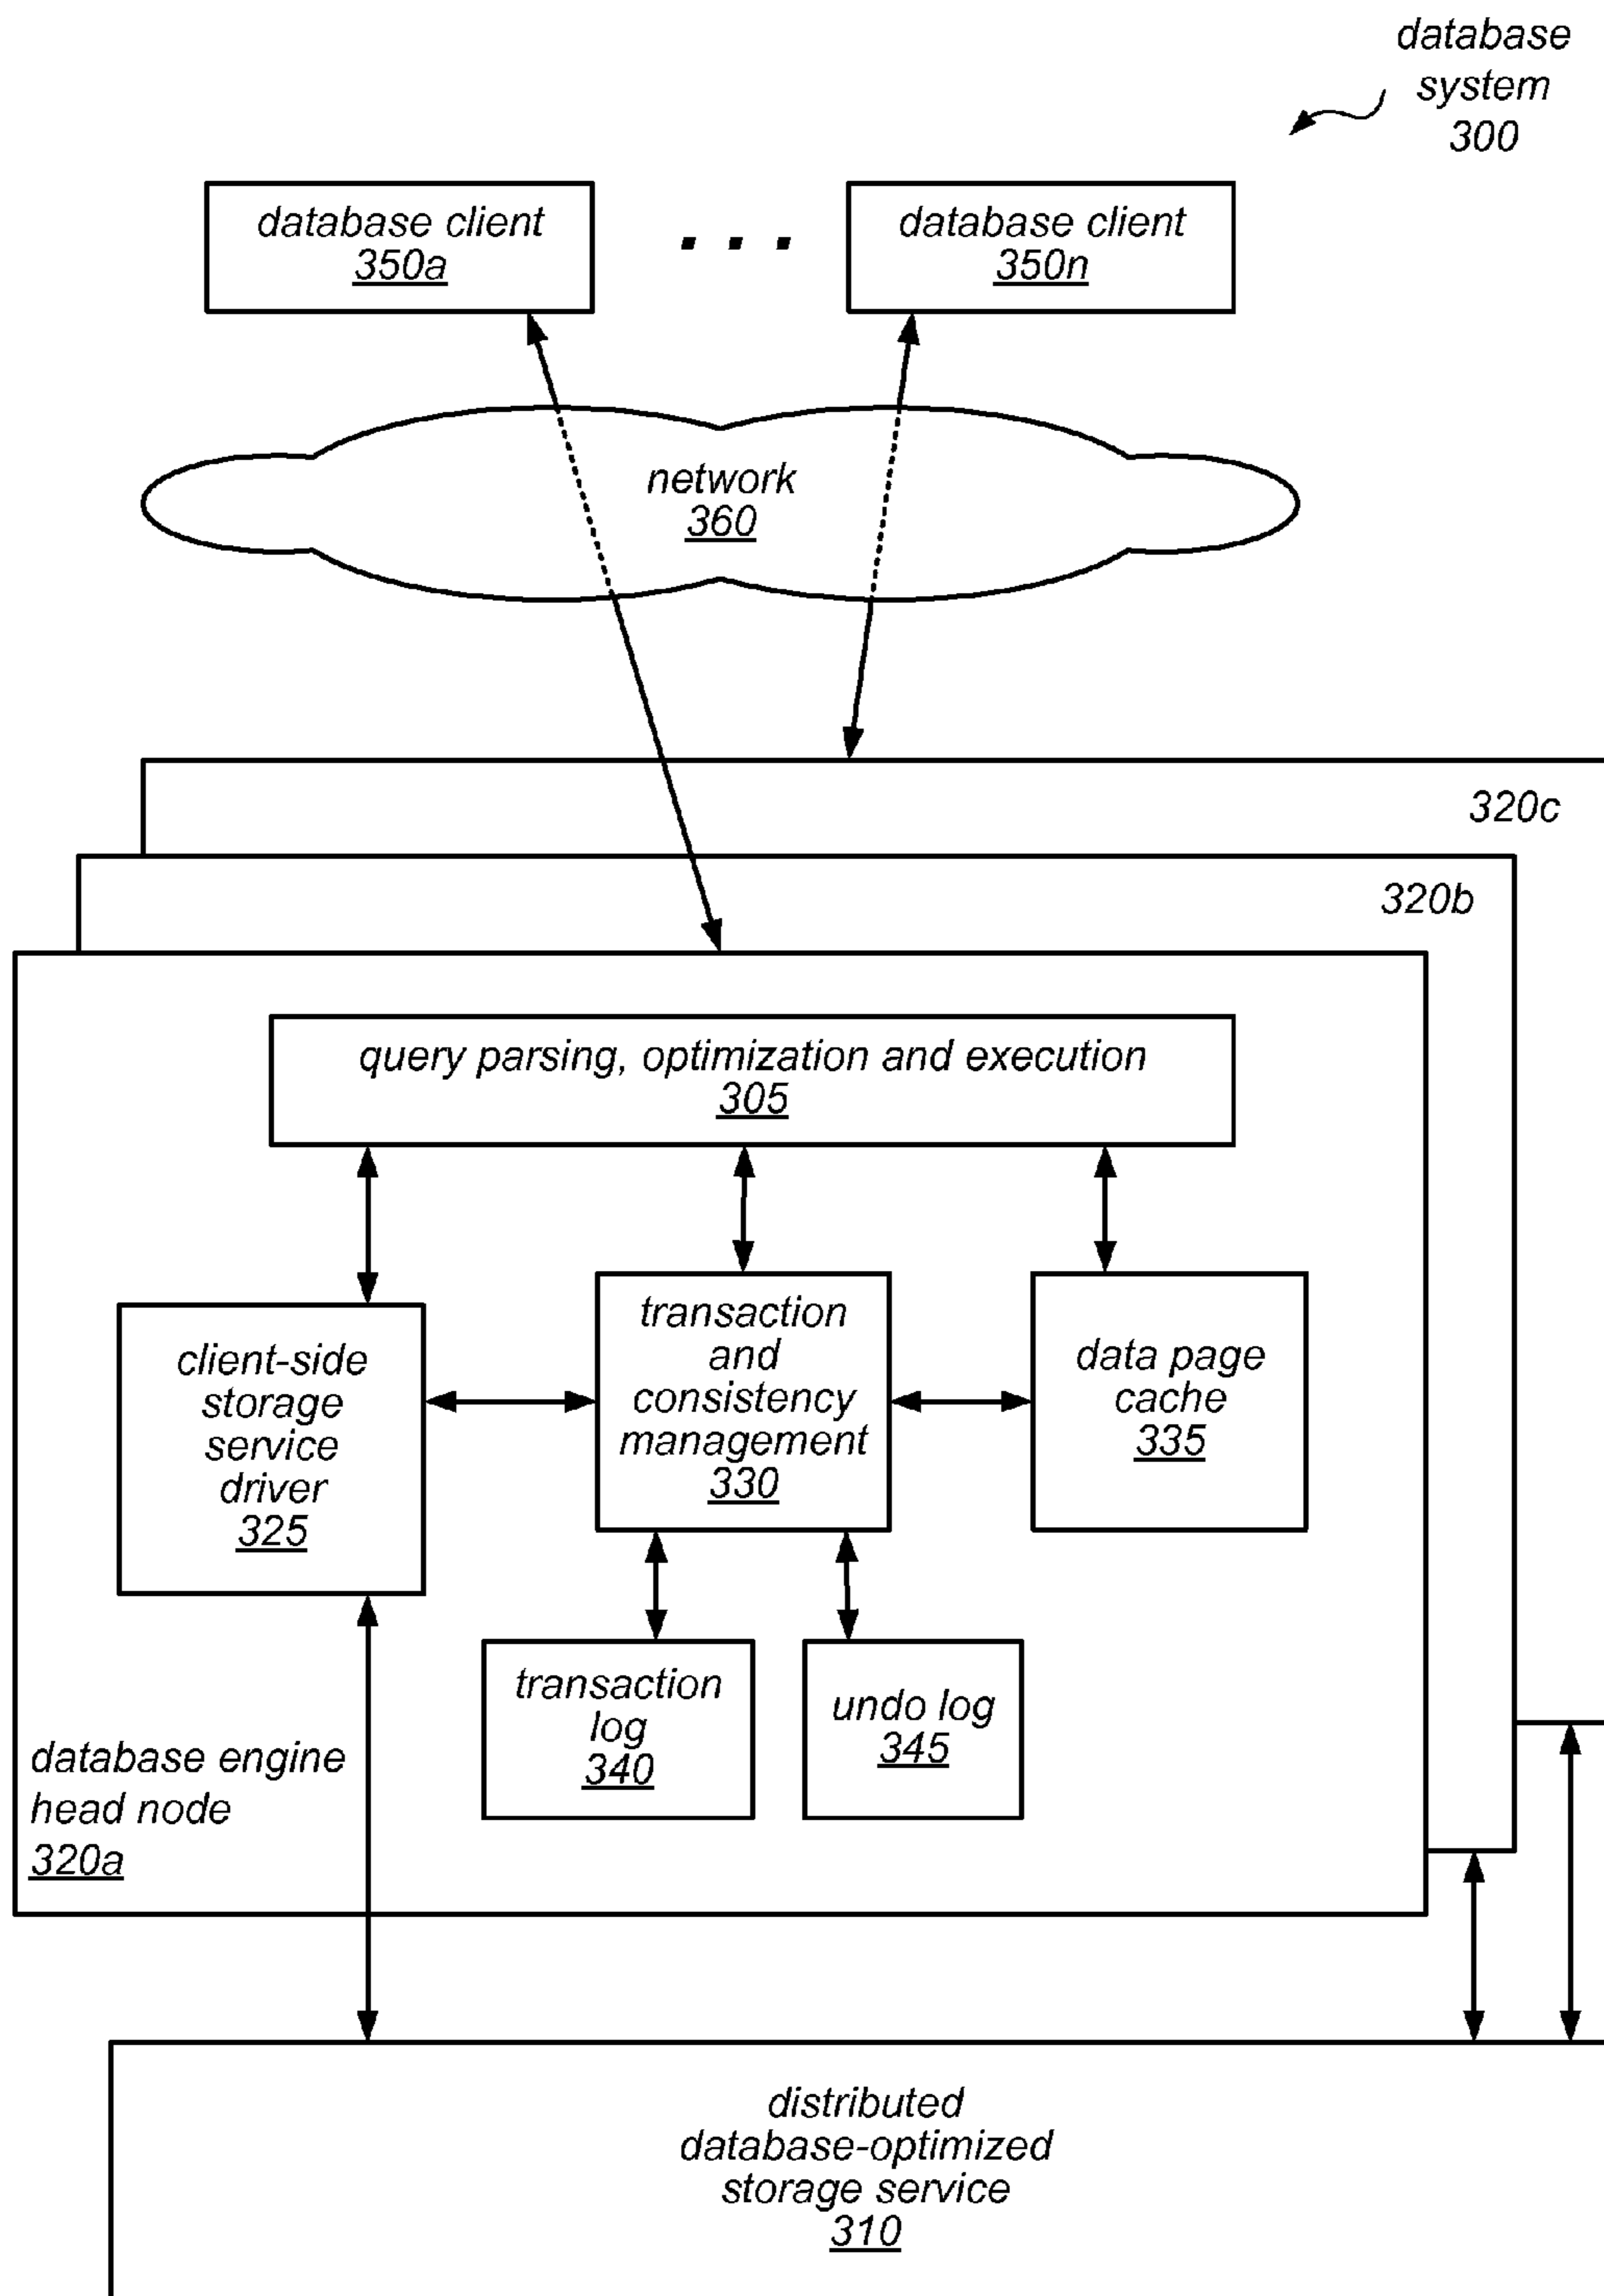 database
system
300
database client
350a
. . .
database client
350n
network
360
320c
320b
query parsing, optimization and execution
305
client-side
storage
service
driver
325
transaction
and
consistency
management
330
data page
cache
335
transaction
log
340
undo log
345
database engine
head node
320a
distributed
database-optimized
storage service
310